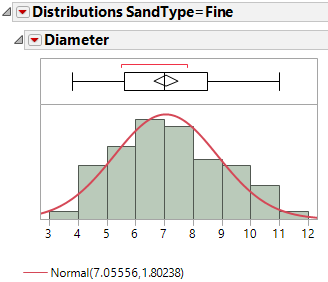 Distributions SandType=Fine
Diameter
3 4 5 6 7 8 9 10 11 12
Normal(7.05556,1.80238)